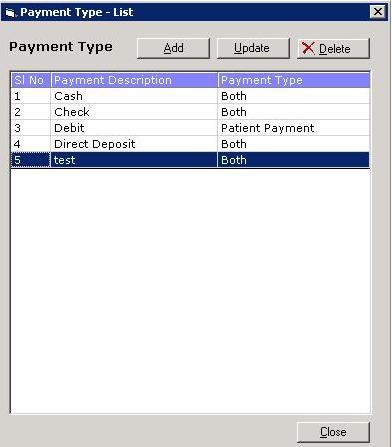 Payment Type - List
Payment Type Add Update Delete
Sl No Payment Description Payment Type
1 Cash Both
2 Check Both
3 Debit Patient Payment
4 Direct Deposit Both
5 test Both
Close